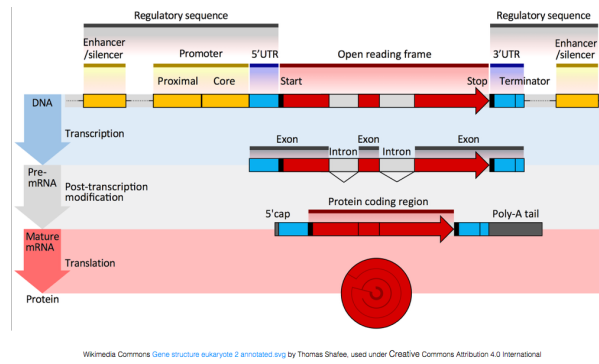 Regulatory sequence
Regulatory sequence
Enhancer
/silencer
Promoter
5'UTR
Open reading frame
3'UTR
Enhancer
/silencer
Proximal
Core
Start
Stop
Terminator
DNA
Transcription
Exon
Exon
Exon
Intron
Intron
Pre-
mRNA
Post-transcription
modification
Protein coding region
5'cap
Poly-A tail
Mature
mRNA
Translation
Protein
Wikimedia Commons Gene structure eukaryote 2 annotated.svg by Thomas Shafee, used under Creative Commons Attribution 4.0 International